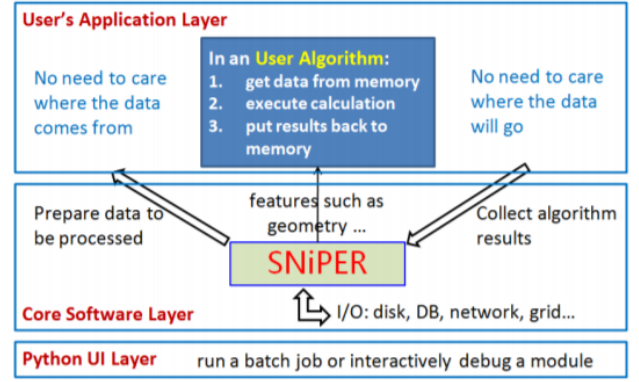 User's Application Layer
No need to care
where the data
comes from
In an User Algorithm:
1. get data from memory
2. execute calculation
3. put results back to
memory
No need to care
where the data
will go
Prepare data to
be processed
features such as
geometry ...
Collect algorithm
results
SNiPER
I/O: disk, DB, network, grid...
Core Software Layer
Python UI Layer run a batch job or interactively debug a module